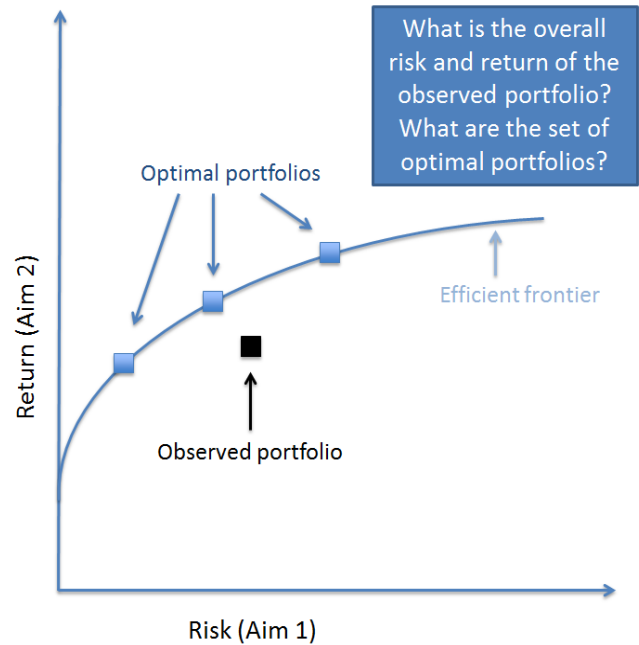 What is the overall
risk and return of the
observed portfolio?
What are the set of
optimal portfolios?
Optimal portfolios
Efficient frontier
Observed portfolio
Return (Aim 2)
Risk (Aim 1)